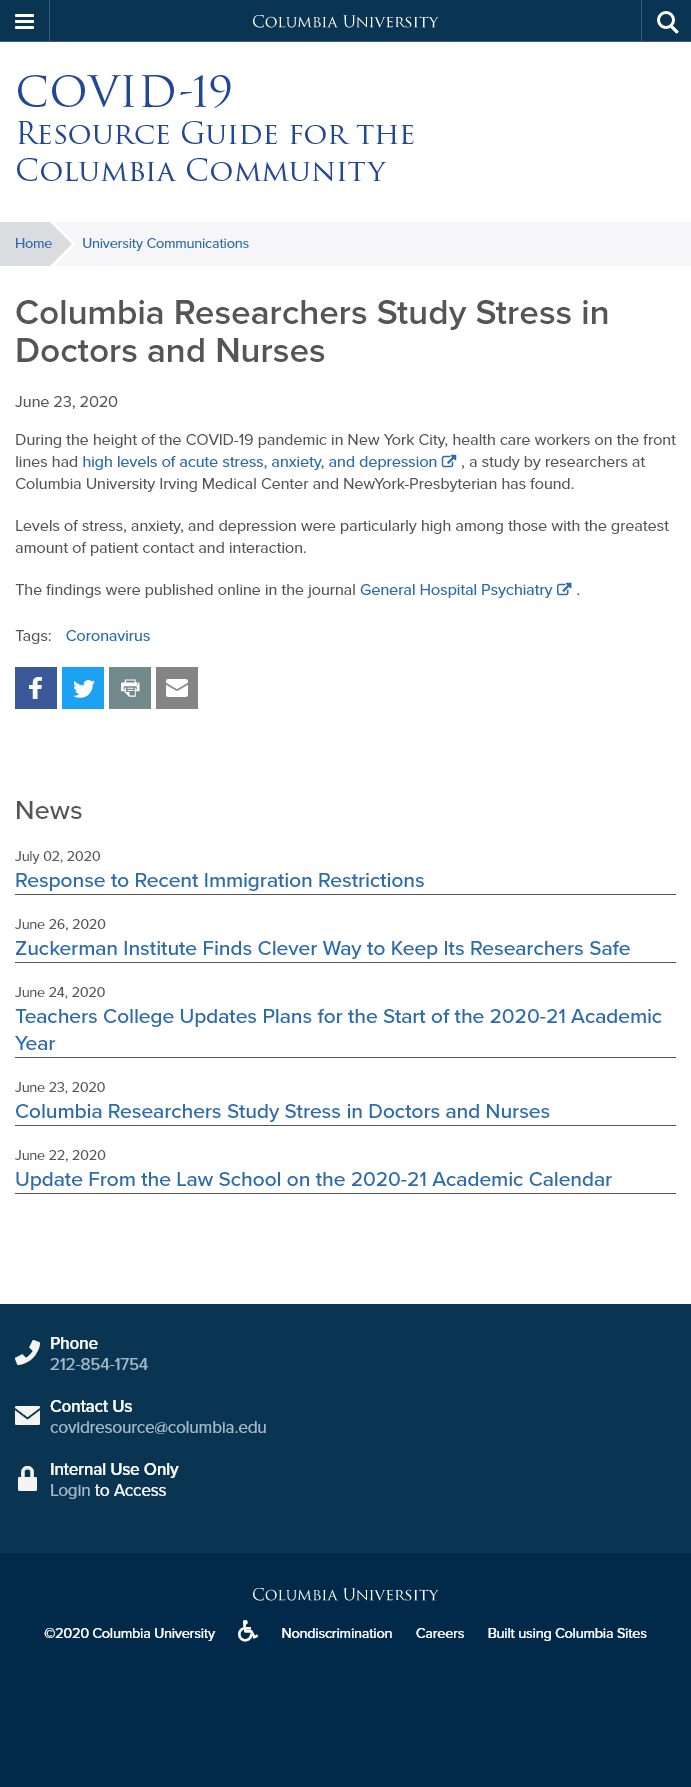 Columbia University
COVID-19
Resource Guide for the
Columbia Community
Home University Communications
Columbia Researchers Study Stress in
Doctors and Nurses
June 23, 2020
During the height of the COVID-19 pandemic in New York City, health care workers on the front
lines had high levels of acute stress, anxiety, and depression , a study by researchers at
Columbia University Irving Medical Center and NewYork-Presbyterian has found.
Levels of stress, anxiety, and depression were particularly high among those with the greatest
amount of patient contact and interaction.
The findings were published online in the journal General Hospital Psychiatry .
Tags: Coronavirus
News
July 02, 2020
Response to Recent Immigration Restrictions
June 26, 2020
Zuckerman Institute Finds Clever Way to Keep Its Researchers Safe
June 24, 2020
Teachers College Updates Plans for the Start of the 2020-21 Academic
Year
June 23, 2020
Columbia Researchers Study Stress in Doctors and Nurses
June 22, 2020
Update From the Law School on the 2020-21 Academic Calendar
Phone
212-854-1754
Contact Us
covidresource@columbia.edu
Internal Use Only
Login to Access
Columbia University
©2020 Columbia University Nondiscrimination Careers Built using Columbia Sites